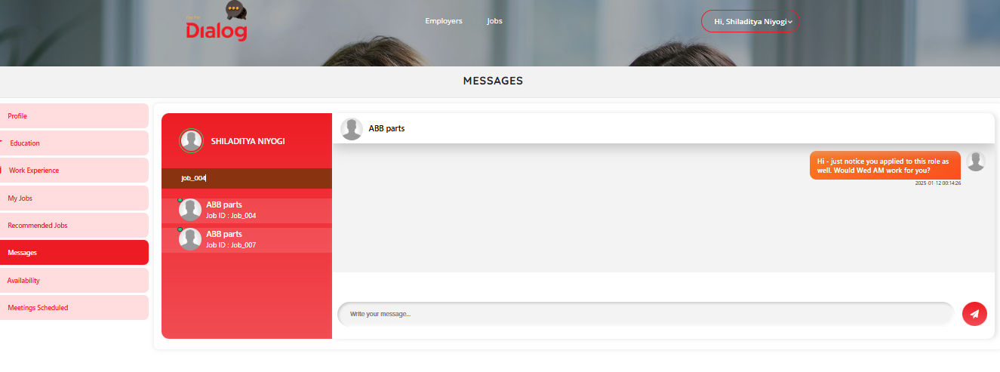 Dialog
Employers
Jobs
Hi, Shiladitya Niyogi
MESSAGES
Profile
Education
Work Experience
My Jobs
Recommended Jobs
Messages
Availability
Meetings Scheduled
SHILADITYA NIYOGI
job_004
ABB parts
Job ID : Job_004
ABB parts
Job ID : Job_007
ABB parts
Hi - just notice you applied to this role as
well. Would Wed AM work for you?
2025-01-12 00:14:26
Write your message...